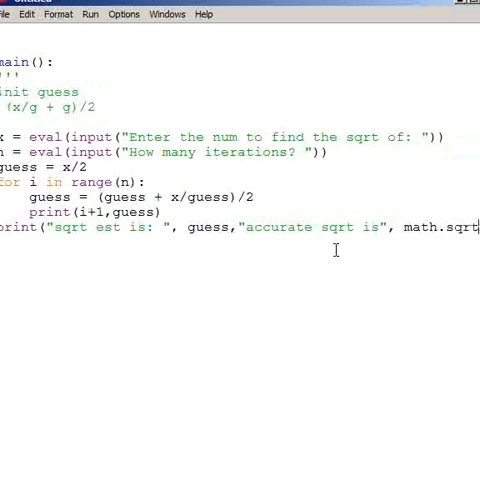 Untitled
File Edit Format Run Options Windows Help
main():
'''
init guess
(x/g + g)/2
x = eval(input("Enter the num to find the sqrt of: "))
n = eval(input("How many iterations? "))
guess = x/2
for i in range(n):
guess = (guess + x/guess)/2
print(i+1,guess)
print("sqrt est is: ", guess,"accurate sqrt is", math.sqrt